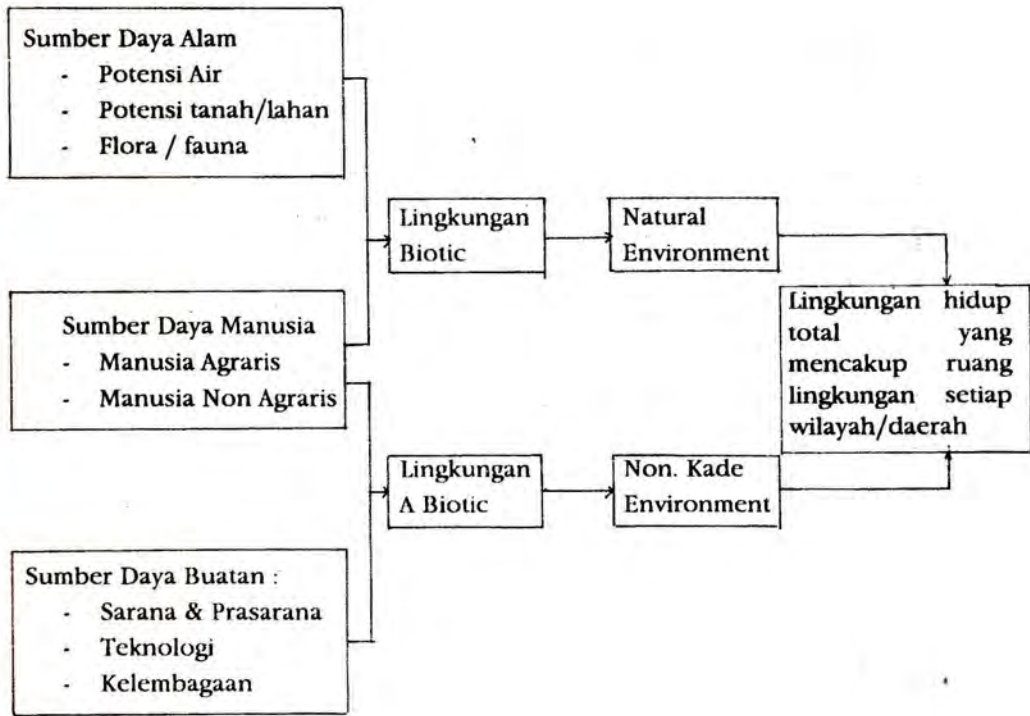 Sumber Daya Alam
- Potensi Air
- Potensi tanah/lahan
- Flora / fauna
Lingkungan
Biotic
Natural
Environment
Sumber Daya Manusia
- Manusia Agraris
- Manusia Non Agraris
Lingkungan hidup
total yang
mencakup ruang
lingkungan setiap
wilayah/daerah
Lingkungan
A Biotic
Non. Kade
Environment
Sumber Daya Buatan :
- Sarana & Prasarana
- Teknologi
- Kelembagaan